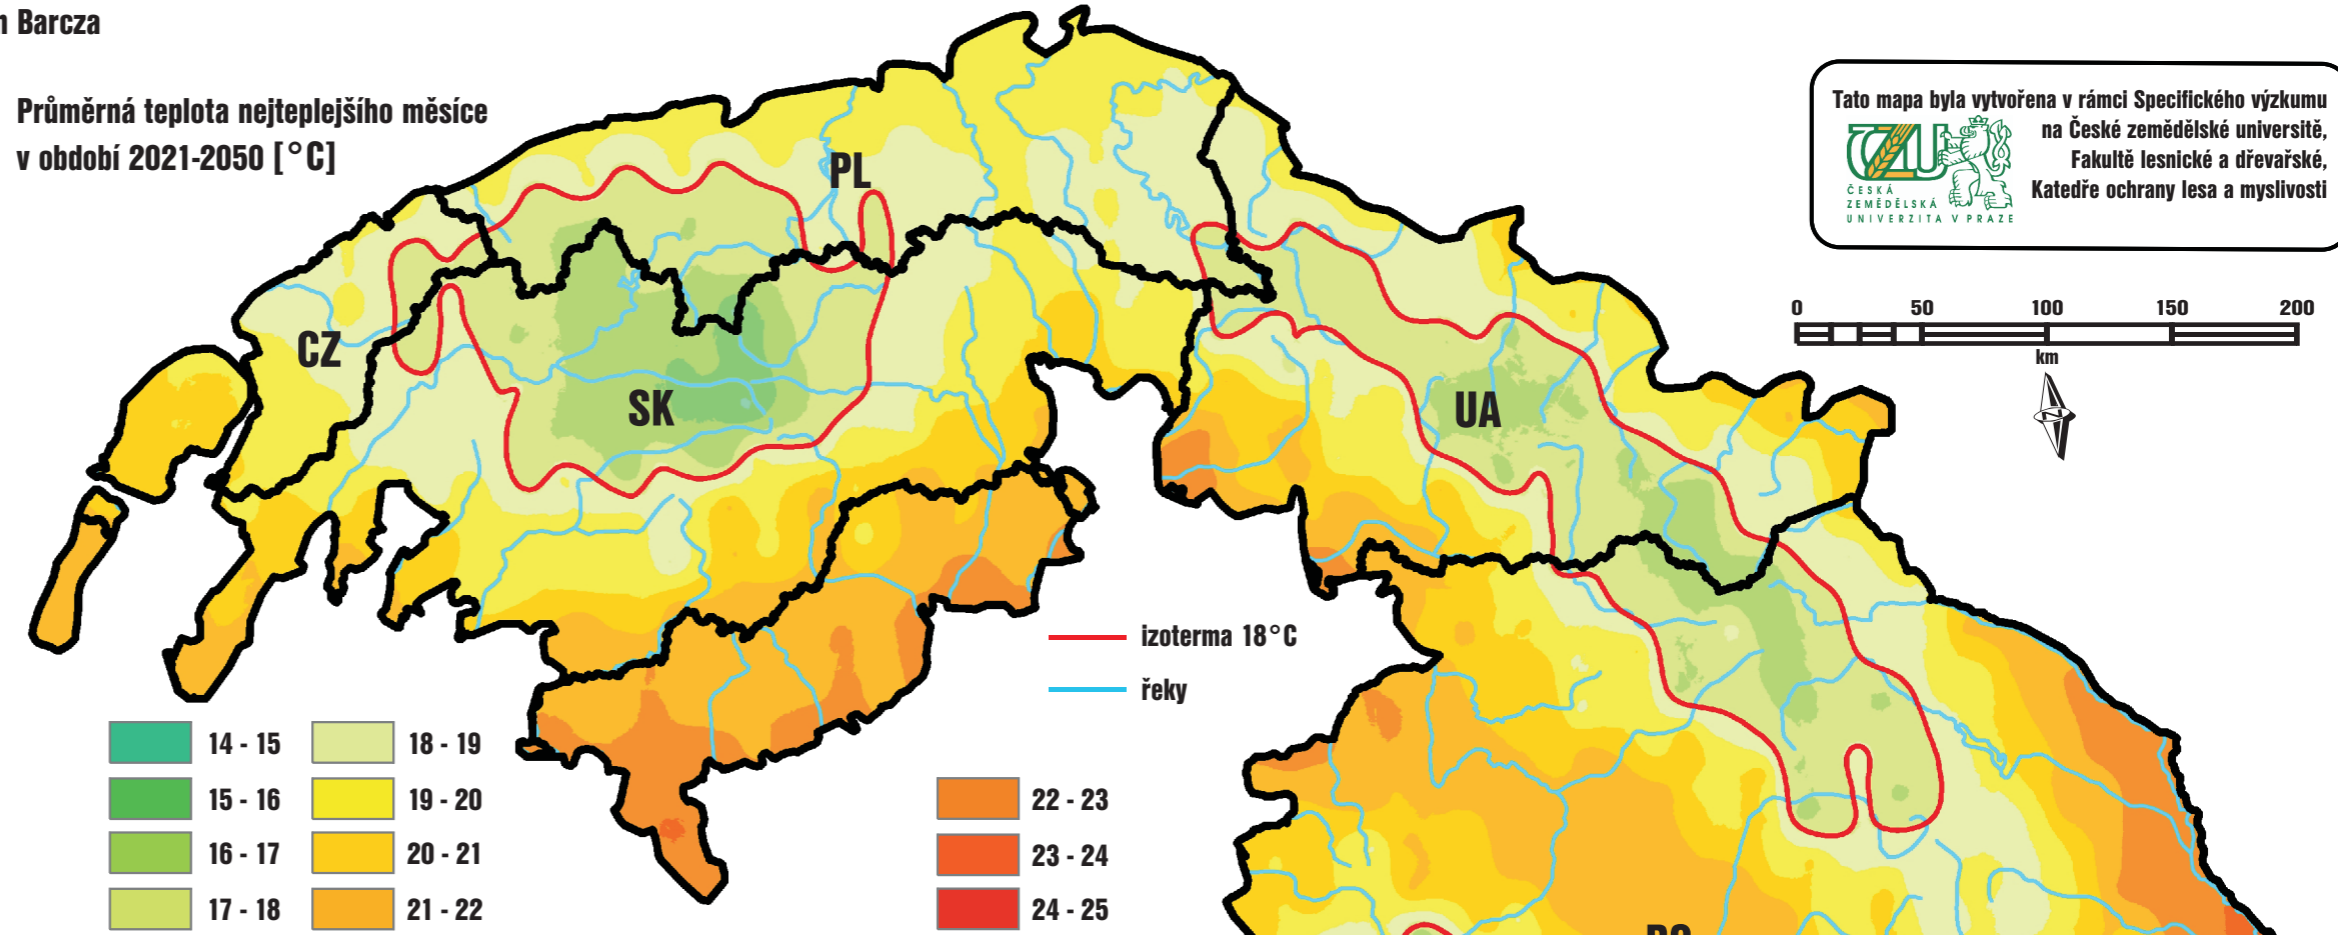 Barcza
Průměrná teplota nejteplejšího měsíce
v období 2021-2050 [°C]
Tato mapa byla vytvořena v rámci Specifického výzkumu
na České zemědělské universitě,
Fakultě lesnické a dřevařské,
Katedře ochrany lesa a myslivosti
ČZU
ČESKÁ
ZEMĚDĚLSKÁ
UNIVERZITA V PRAZE
0 50 100 150 200
km
N
PL
CZ
SK
UA
izoterma 18°C
řeky
14 - 15
15 - 16
16 - 17
17 - 18
18 - 19
19 - 20
20 - 21
21 - 22
22 - 23
23 - 24
24 - 25